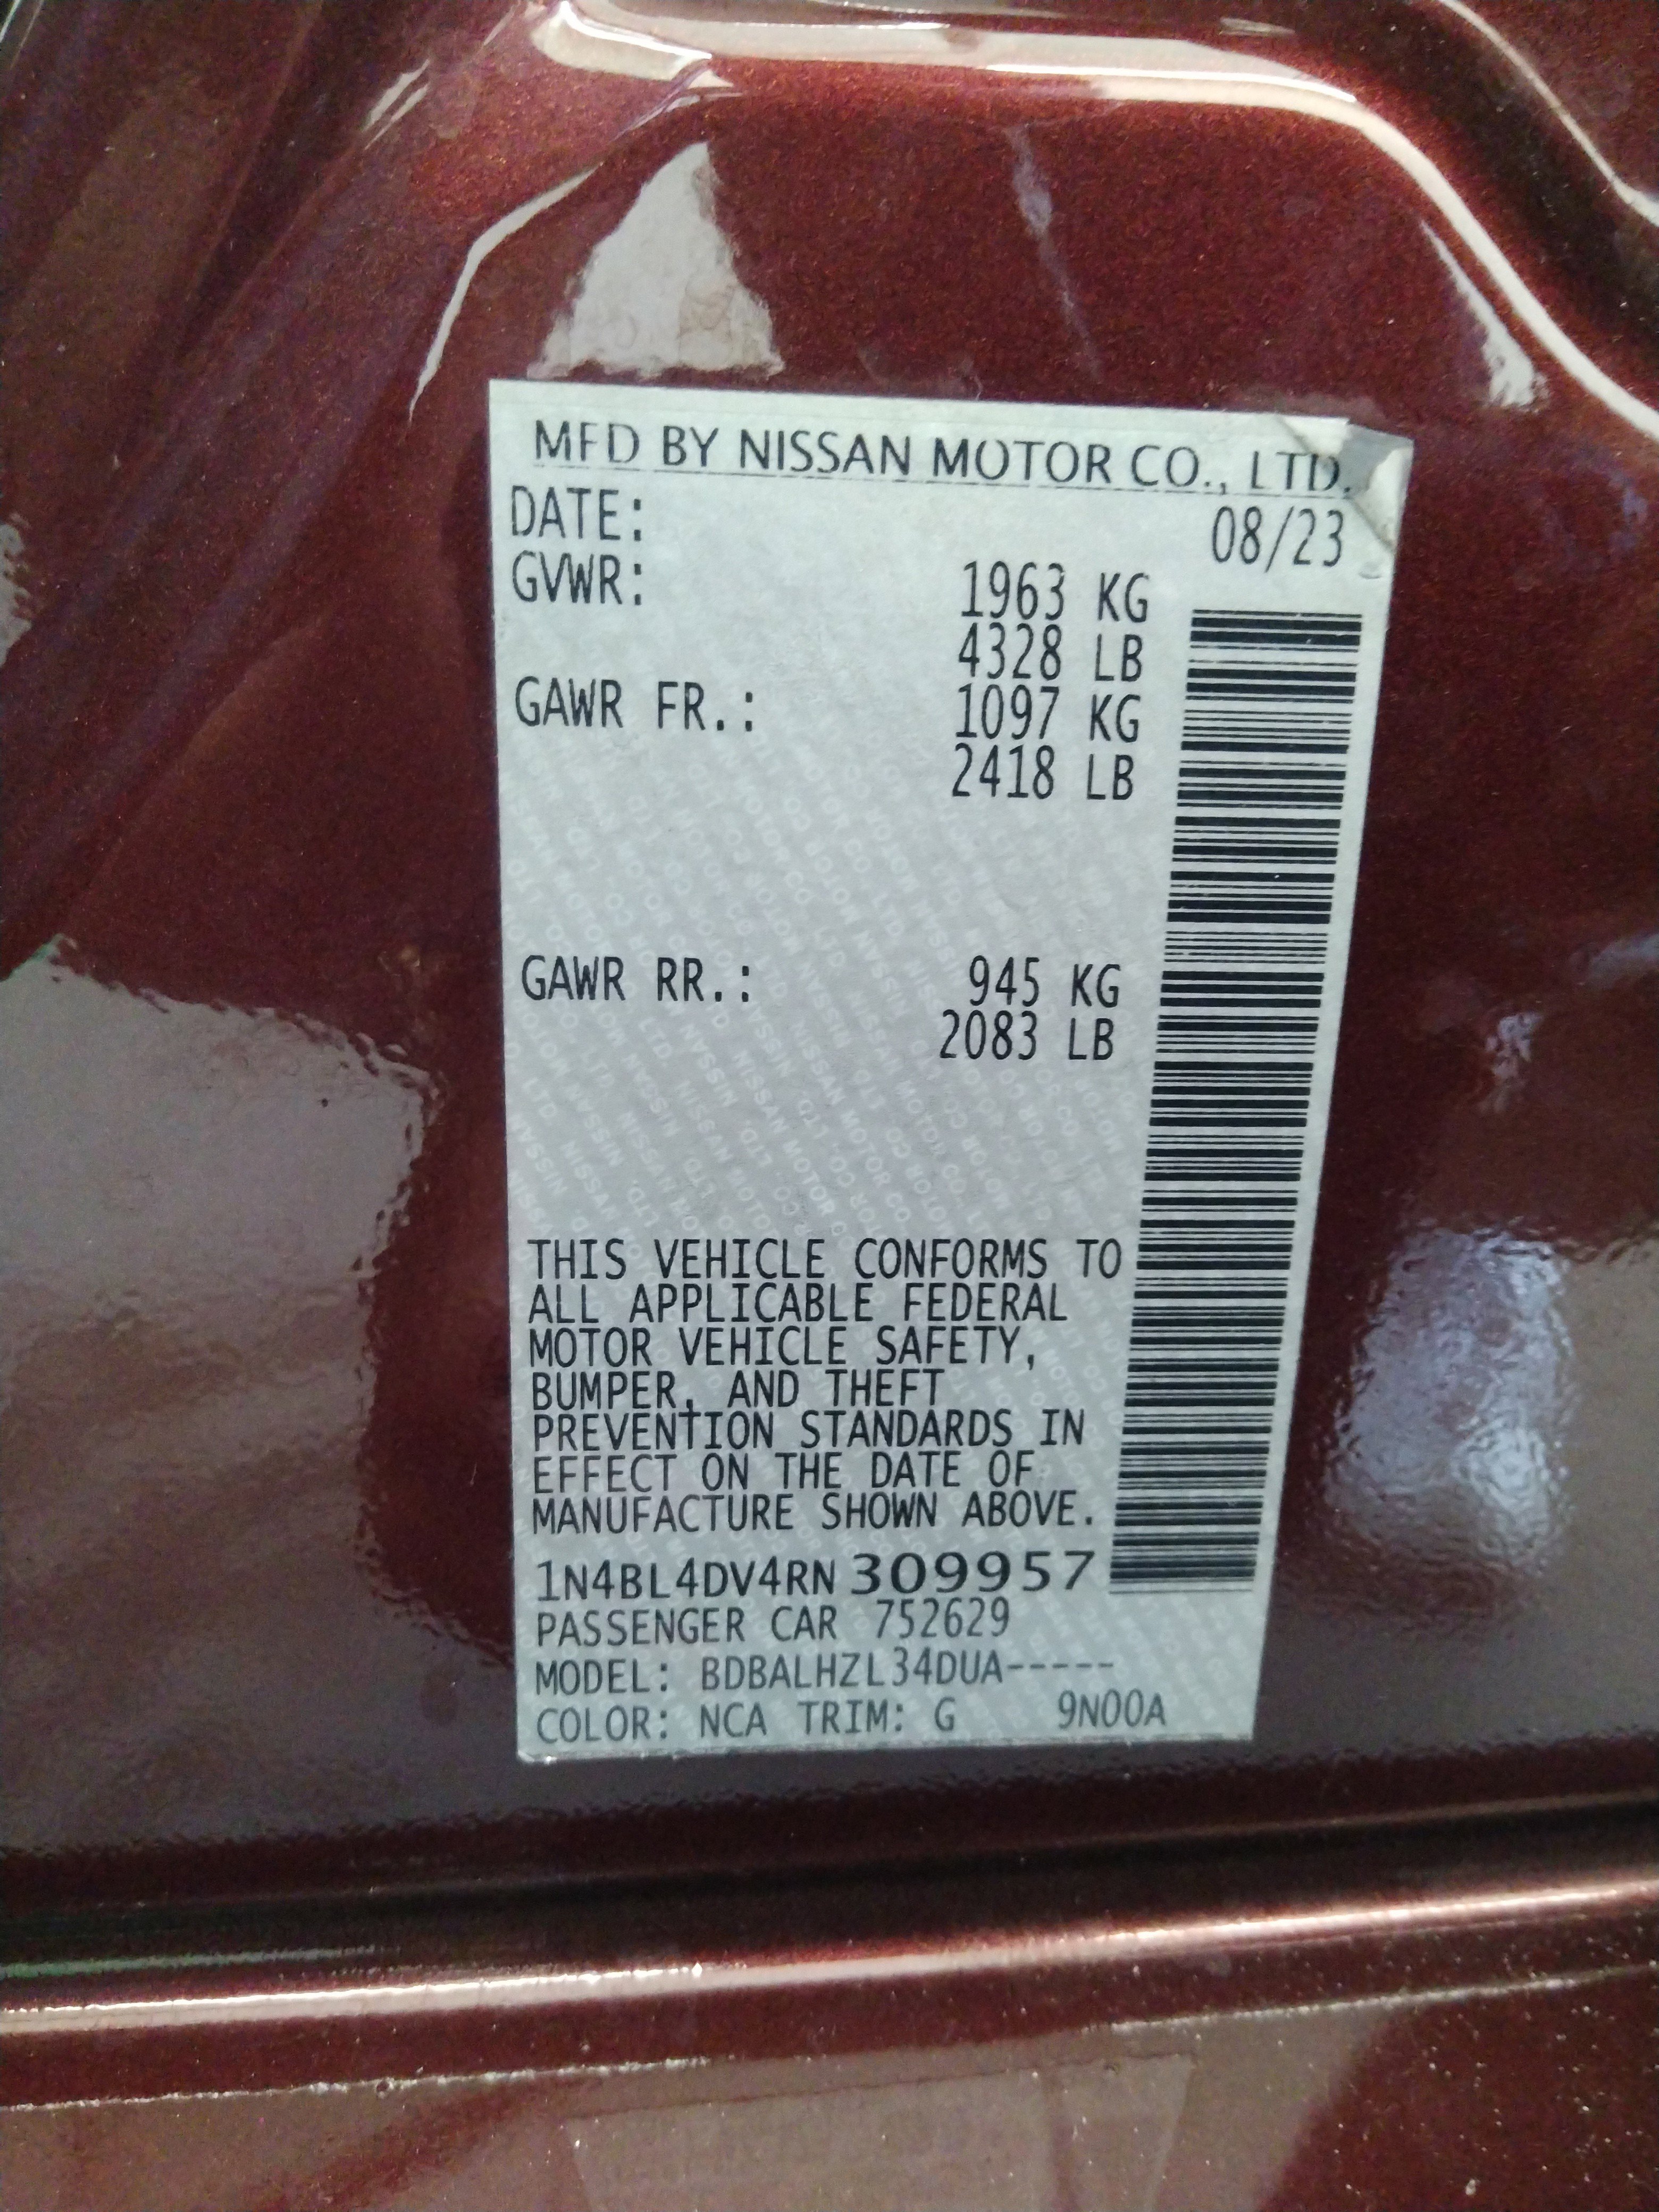 MFD BY NISSAN MOTOR CO., LTD.
DATE: 08/23
GVWR: 1963 KG
4328 LB
GAWR FR.: 1097 KG
2418 LB
GAWR RR.: 945 KG
2083 LB
THIS VEHICLE CONFORMS TO
ALL APPLICABLE FEDERAL
MOTOR VEHICLE SAFETY,
BUMPER, AND THEFT
PREVENTION STANDARDS IN
EFFECT ON THE DATE OF
MANUFACTURE SHOWN ABOVE.
1N4BL4DV4RN309957
PASSENGER CAR 752629
MODEL: BDBALHZL34DUA-----
COLOR: NCA TRIM: G 9N00A